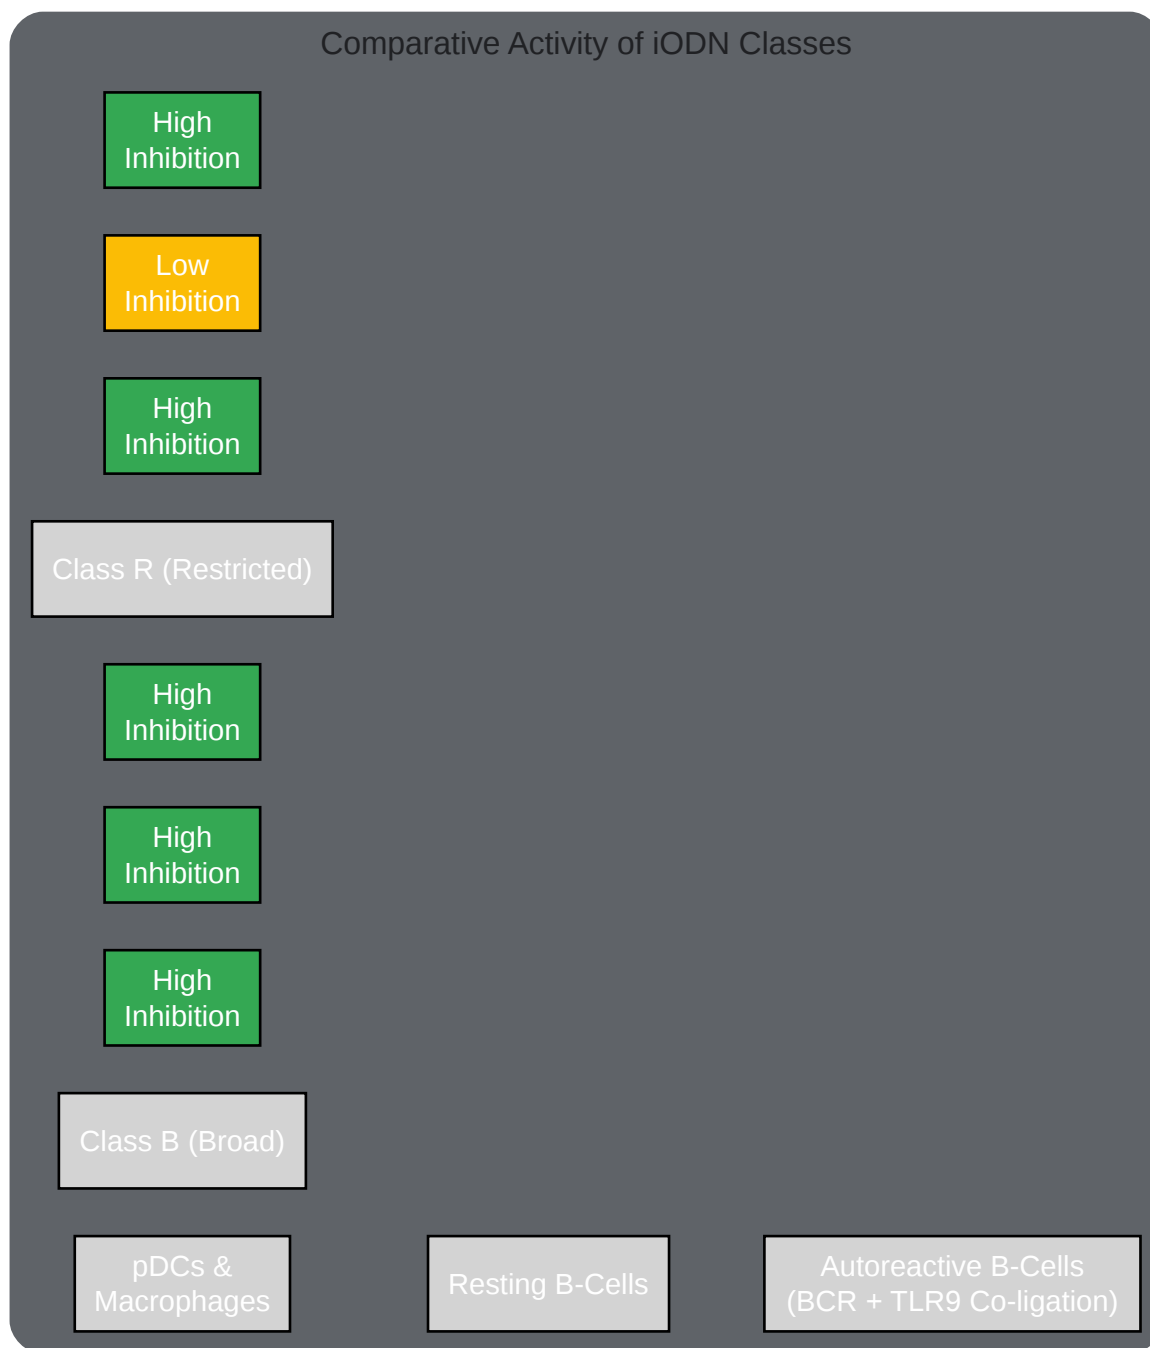 Comparative Activity of iODN Classes
High
Inhibition
Low
Inhibition
High
Inhibition
Class R (Restricted)
High
Inhibition
High
Inhibition
High
Inhibition
Class B (Broad)
pDCs &
Macrophages
Resting B-Cells
Autoreactive B-Cells
(BCR + TLR9 Co-ligation)